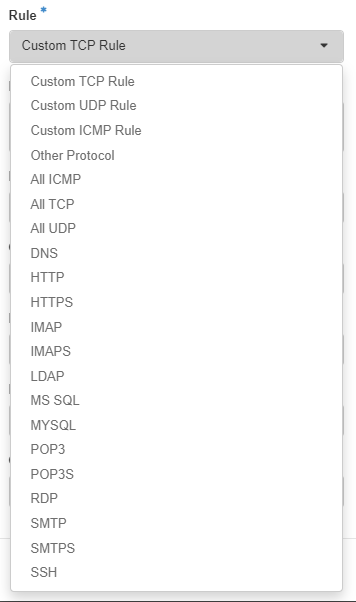 Rule *
Custom TCP Rule
Custom TCP Rule
Custom UDP Rule
Custom ICMP Rule
Other Protocol
All ICMP
All TCP
All UDP
DNS
HTTP
HTTPS
IMAP
IMAPS
LDAP
MS SQL
MYSQL
POP3
POP3S
RDP
SMTP
SMTPS
SSH